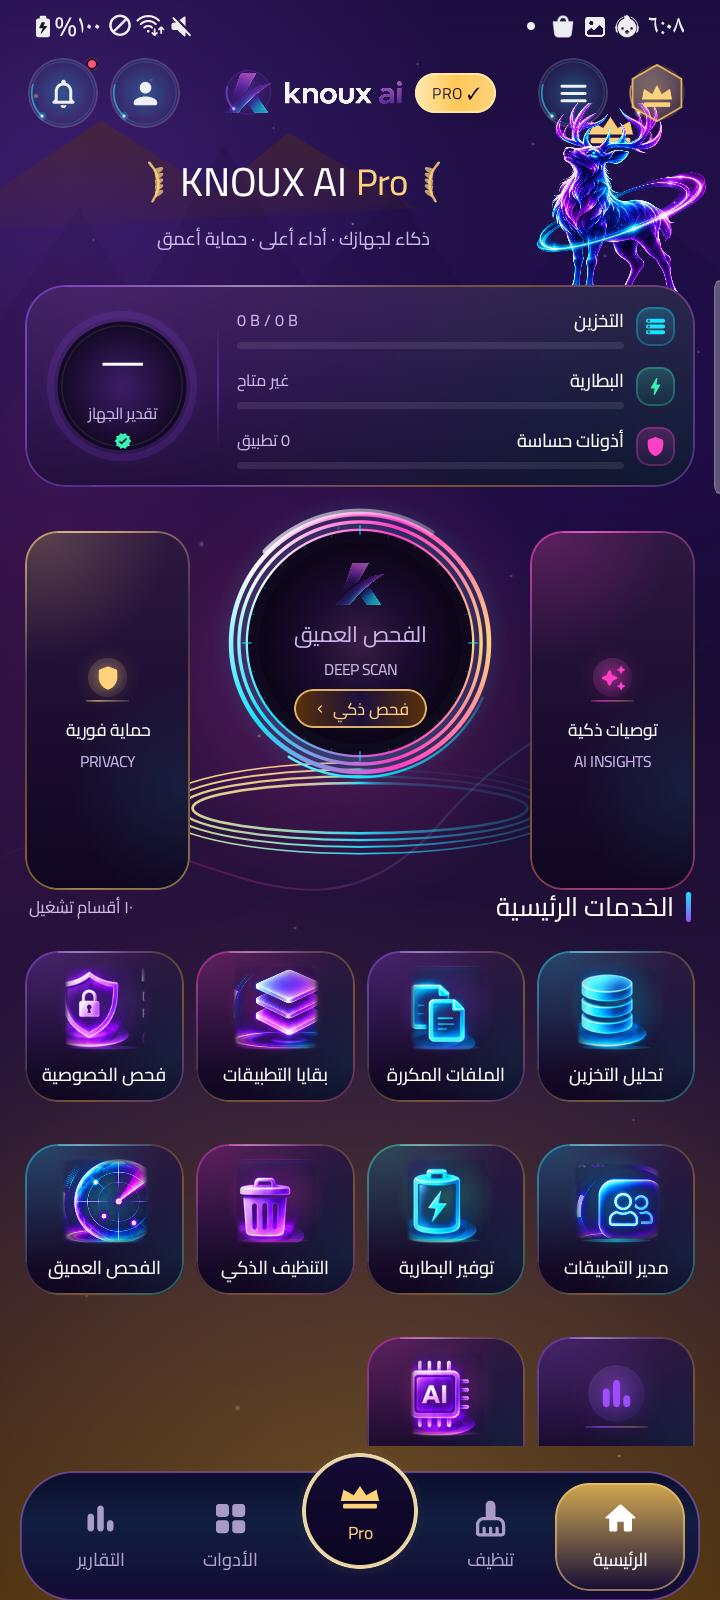 %١٠٠
٦:٠٨
knoux ai
PRO ✓
KNOUX AI Pro
ذكاء لجهازك · أداء أعلى · حماية أعمق
التخزين
0 B / 0 B
البطارية
غير متاح
أذونات حساسة
0 تطبيق
—
تقدير الجهاز
توصيات ذكية
AI INSIGHTS
الفحص العميق
DEEP SCAN
فحص ذكي ›
حماية فورية
PRIVACY
الخدمات الرئيسية
١٠ أقسام تشغيل
تحليل التخزين
الملفات المكررة
بقايا التطبيقات
فحص الخصوصية
مدير التطبيقات
توفير البطارية
التنظيف الذكي
الفحص العميق
AI
الرئيسية
تنظيف
Pro
الأدوات
التقارير